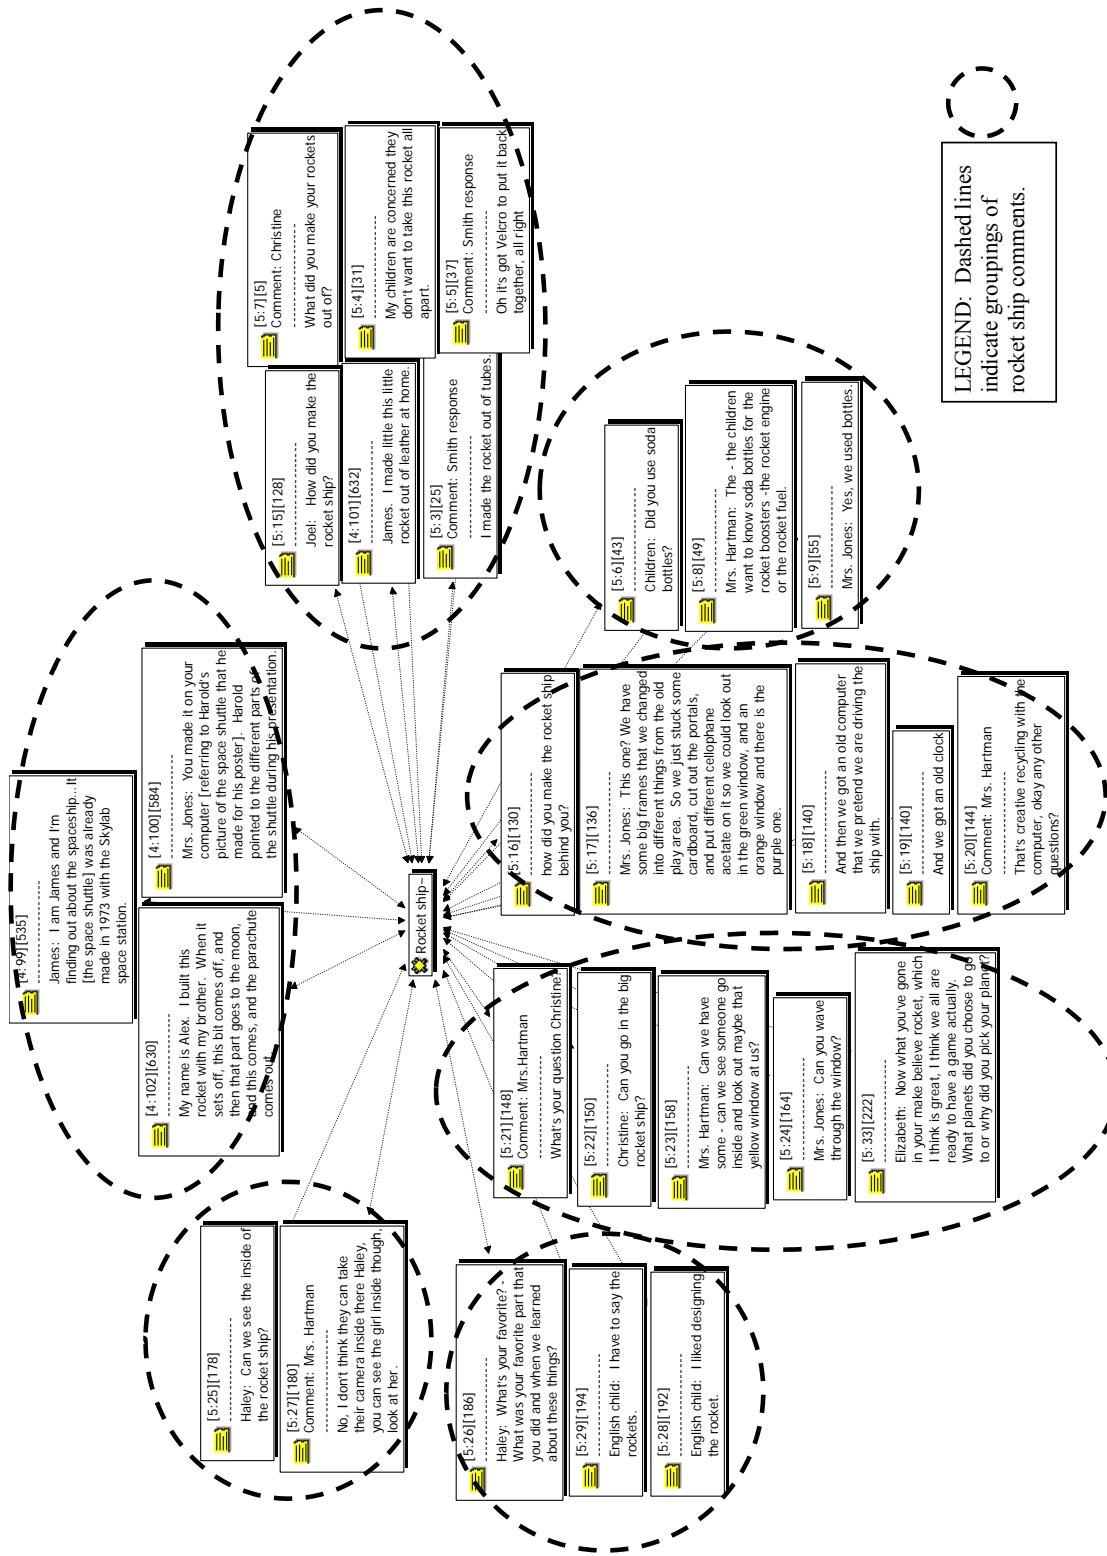 [5:25][178]
--------------------
Haley: Can we see the inside of
the rocket ship?
[5:27][180]
Comment: Mrs. Hartman
--------------------
No, I don't think they can take
their camera inside there Haley,
you can see the girl inside though,
look at her.
[4:99][535]
--------------------
James: I am James and I'm
finding out about the spaceship...It
[the space shuttle] was already
made in 1973 with the Skylab
space station.
[4:102][630]
--------------------
My name is Alex. I built this
rocket with my brother. When it
sets off, this bit comes off, and
then that part goes to the moon,
and this comes, and the parachute
comes out.
[4:100][584]
--------------------
Mrs. Jones: You made it on your
computer [referring to Harold's
picture of the space shuttle that he
made for his poster]. Harold
pointed to the different parts of
the shuttle during his presentation.
[5:15][128]
--------------------
Joel: How did you make the
rocket ship?
[5:7][5]
Comment: Christine
--------------------
What did you make your rockets
out of?
[4:101][632]
--------------------
James. I made little this little
rocket out of leather at home.
[5:4][31]
--------------------
My children are concerned they
don't want to take this rocket all
apart.
[5:3][25]
Comment: Smith response
--------------------
I made the rocket out of tubes.
[5:5][37]
Comment: Smith response
--------------------
Oh it's got Velcro to put it back
together, all right
Rocket ship~
[5:26][186]
--------------------
Haley: What's your favorite? -
What was your favorite part that
you did and when we learned
about these things?
[5:29][194]
--------------------
English child: I have to say the
rockets.
[5:28][192]
--------------------
English child: I liked designing
the rocket.
[5:21][148]
Comment: Mrs.Hartman
--------------------
What's your question Christine?
[5:22][150]
--------------------
Christine: Can you go in the big
rocket ship?
[5:23][158]
--------------------
Mrs. Hartman: Can we have
some - can we see someone go
inside and look out maybe that
yellow window at us?
[5:24][164]
--------------------
Mrs. Jones: Can you wave
through the window?
[5:33][222]
--------------------
Elizabeth: Now what you've gone
in your make believe rocket, which
I think is great, I think we all are
ready to have a game actually.
What planets did you choose to go
to or why did you pick your planet?
[5:16][130]
--------------------
how did you make the rocket ship
behind you?
[5:17][136]
--------------------
Mrs. Jones: This one? We have
some big frames that we changed
into different things from the old
play area. So we just stuck some
cardboard, cut out the portals,
and put different cellophane
acetate on it so we could look out
in the green window, and an
orange window and there is the
purple one.
[5:18][140]
--------------------
And then we got an old computer
that we pretend we are driving the
ship with.
[5:19][140]
--------------------
And we got an old clock
[5:20][144]
Comment: Mrs. Hartman
--------------------
That's creative recycling with the
computer, okay any other
questions?
[5:6][43]
--------------------
Children: Did you use soda
bottles?
[5:8][49]
--------------------
Mrs. Hartman: The - the children
want to know soda bottles for the
rocket boosters -the rocket engine
or the rocket fuel.
[5:9][55]
--------------------
Mrs. Jones: Yes, we used bottles.
LEGEND: Dashed lines
indicate groupings of
rocket ship comments.